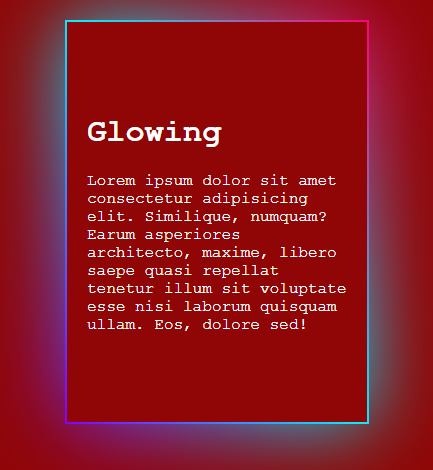 Glowing
Lorem ipsum dolor sit amet
consectetur adipisicing
elit. Similique, numquam?
Earum asperiores
architecto, maxime, libero
saepe quasi repellat
tenetur illum sit voluptate
esse nisi laborum quisquam
ullam. Eos, dolore sed!